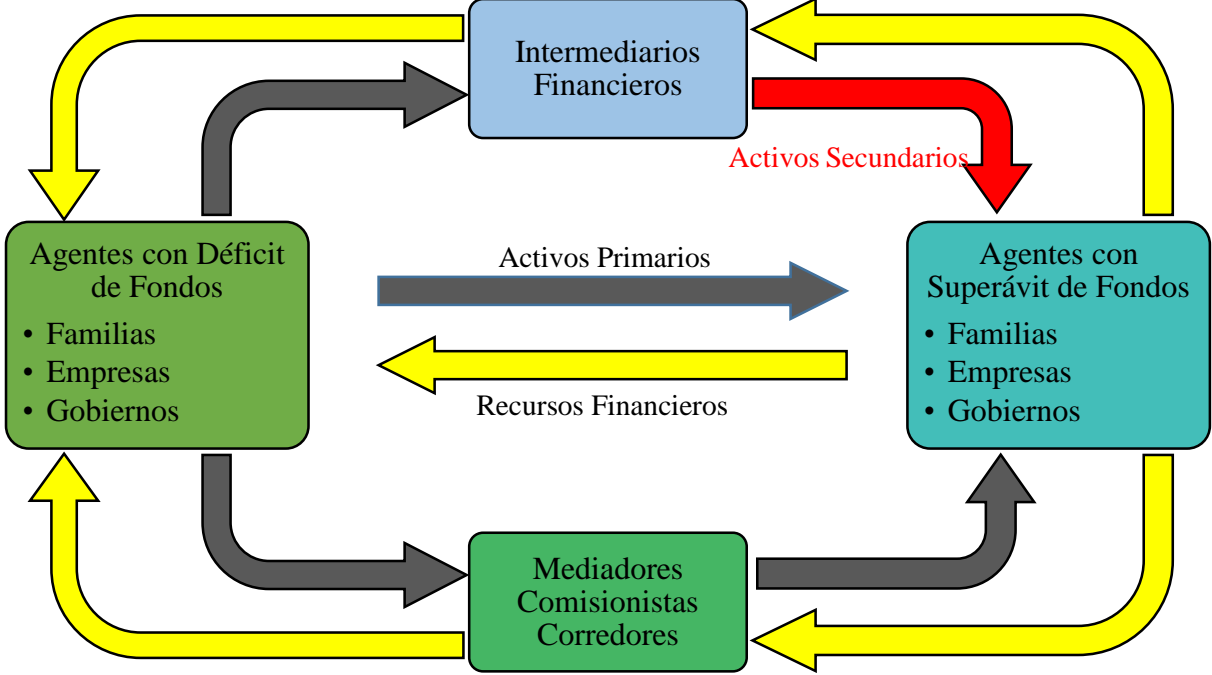 Intermediarios
Financieros
Activos Secundarios
Agentes con Déficit
de Fondos
• Familias
• Empresas
• Gobiernos
Activos Primarios
Recursos Financieros
Agentes con
Superávit de Fondos
• Familias
• Empresas
• Gobiernos
Mediadores
Comisionistas
Corredores